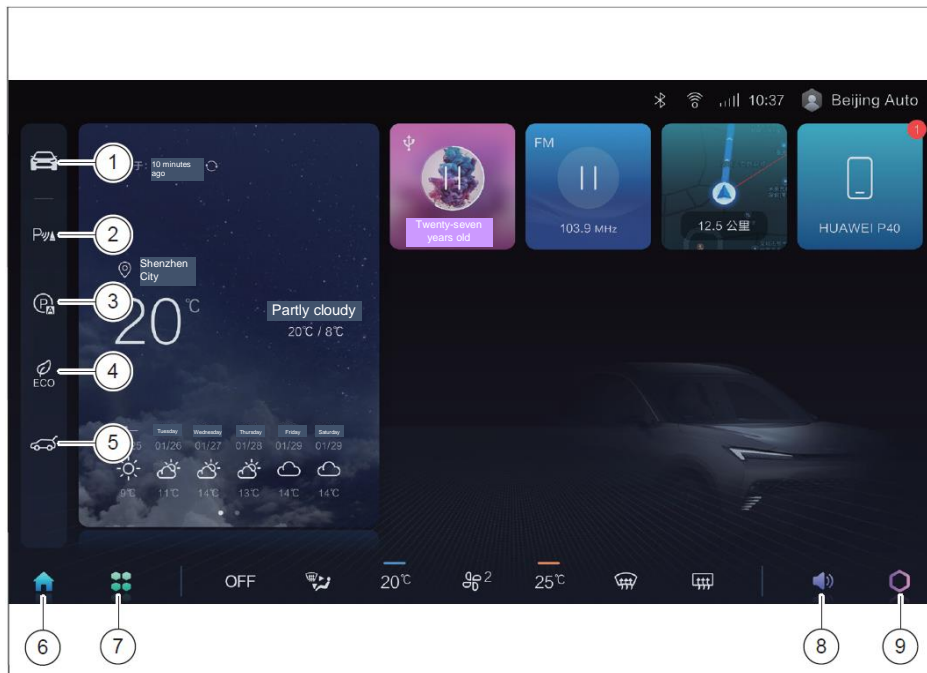 10:37 Beijing Auto
于: 10 minutes
ago
Shenzhen
City
20℃
Partly cloudy
20℃ / 8℃
Tuesday Wednesday Thursday Friday Saturday
01/26 01/27 01/28 01/29 01/29
9℃ 11℃ 14℃ 13℃ 14℃ 14℃
Twenty-seven
years old
FM
103.9 MHz
12.5 公里
1
HUAWEI P40
P
P A
ECO
1
2
3
4
5
OFF 20℃ 2 25℃
6 7 8 9